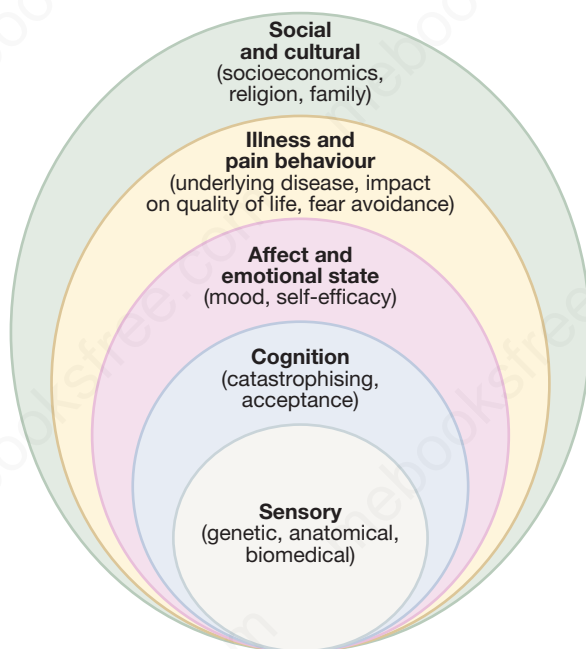 Social
and cultural
(socioeconomics,
religion, family)
Illness and
pain behaviour
(underlying disease, impact
on quality of life, fear avoidance)
Affect and
emotional state
(mood, self-efficacy)
Cognition
(catastrophising,
acceptance)
Sensory
(genetic, anatomical,
biomedical)